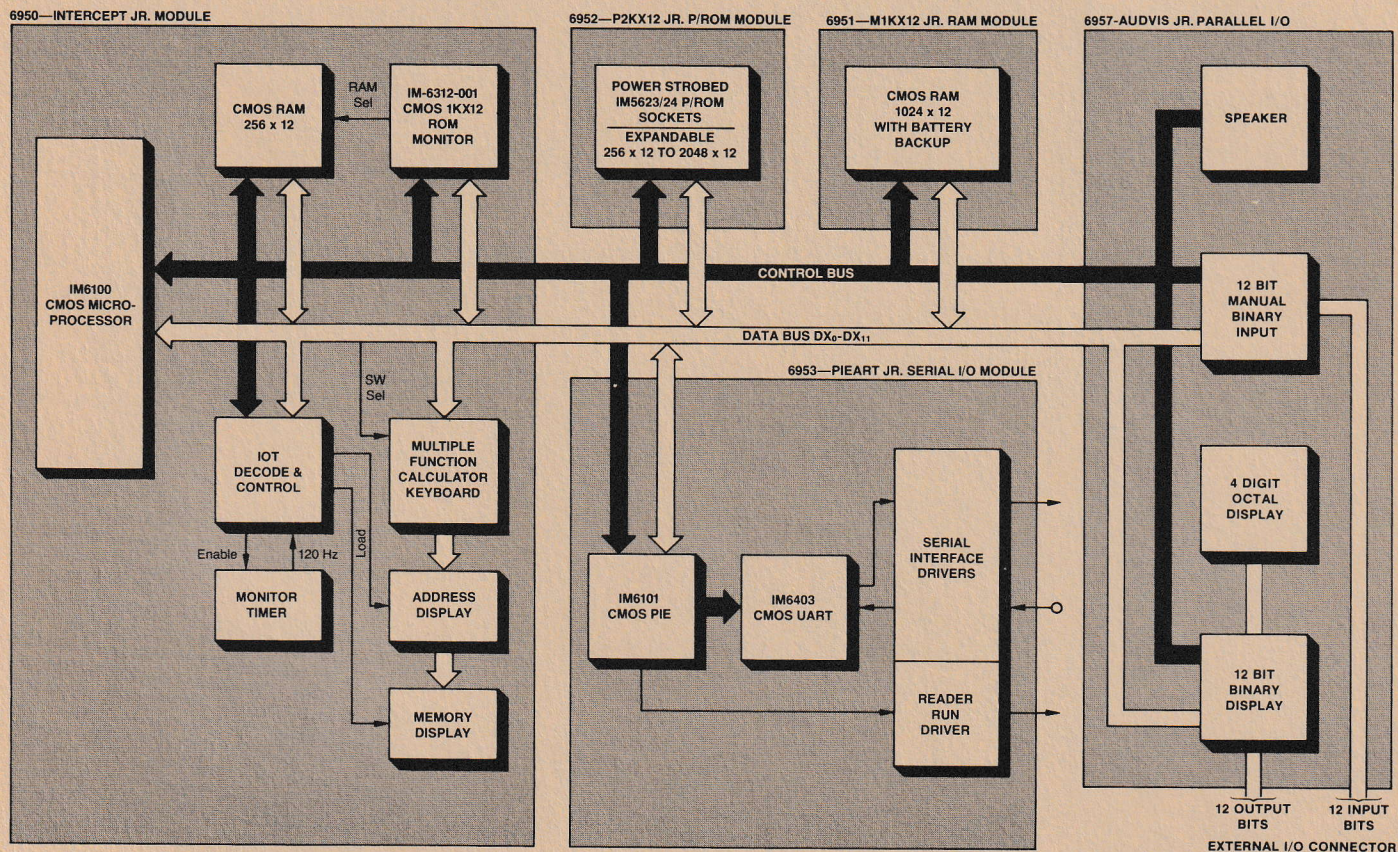 6950—INTERCEPT JR. MODULE
6952—P2KX12 JR. P/ROM MODULE
6951—M1KX12 JR. RAM MODULE
6957-AUDVIS JR. PARALLEL I/O
CMOS RAM
256 x 12
RAM
Sel
IM-6312-001
CMOS 1KX12
ROM
MONITOR
POWER STROBED
IM5623/24 P/ROM
SOCKETS
EXPANDABLE
256 x 12 TO 2048 x 12
CMOS RAM
1024 x 12
WITH BATTERY
BACKUP
SPEAKER
IM6100
CMOS MICRO-
PROCESSOR
CONTROL BUS
12 BIT
MANUAL
BINARY
INPUT
DATA BUS DX₀-DX₁₁
6953—PIEART JR. SERIAL I/O MODULE
SW
Sel
IOT
DECODE &
CONTROL
MULTIPLE
FUNCTION
CALCULATOR
KEYBOARD
4 DIGIT
OCTAL
DISPLAY
Enable
120 Hz
Load
SERIAL
INTERFACE
DRIVERS
MONITOR
TIMER
ADDRESS
DISPLAY
IM6101
CMOS PIE
IM6403
CMOS UART
12 BIT
BINARY
DISPLAY
MEMORY
DISPLAY
READER
RUN
DRIVER
12 OUTPUT
BITS
12 INPUT
BITS
EXTERNAL I/O CONNECTOR